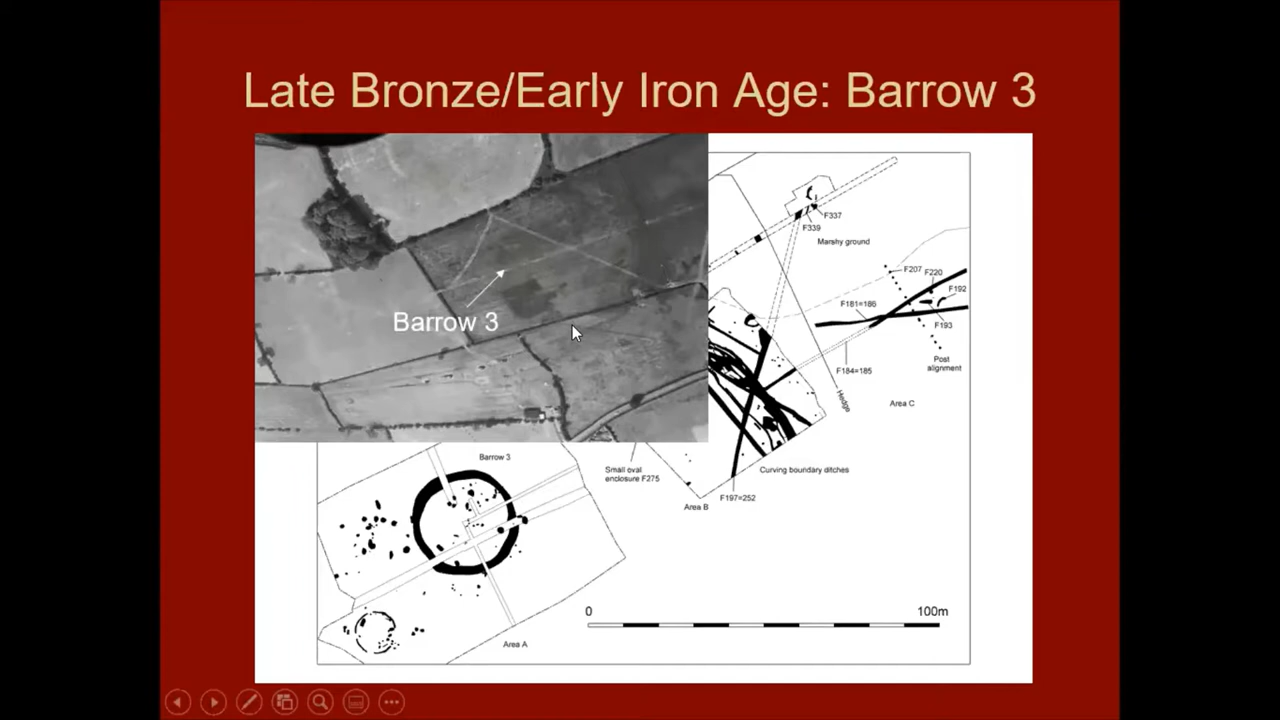 Late Bronze/Early Iron Age: Barrow 3
Barrow 3
F337
F339
Marshy ground
F207
F220
F192
F181=186
F193
Post
alignment
F184=185
Hedge
Area C
Barrow 3
Small oval
enclosure F275
Curving boundary ditches
F197=252
Area B
0
100m
Area A